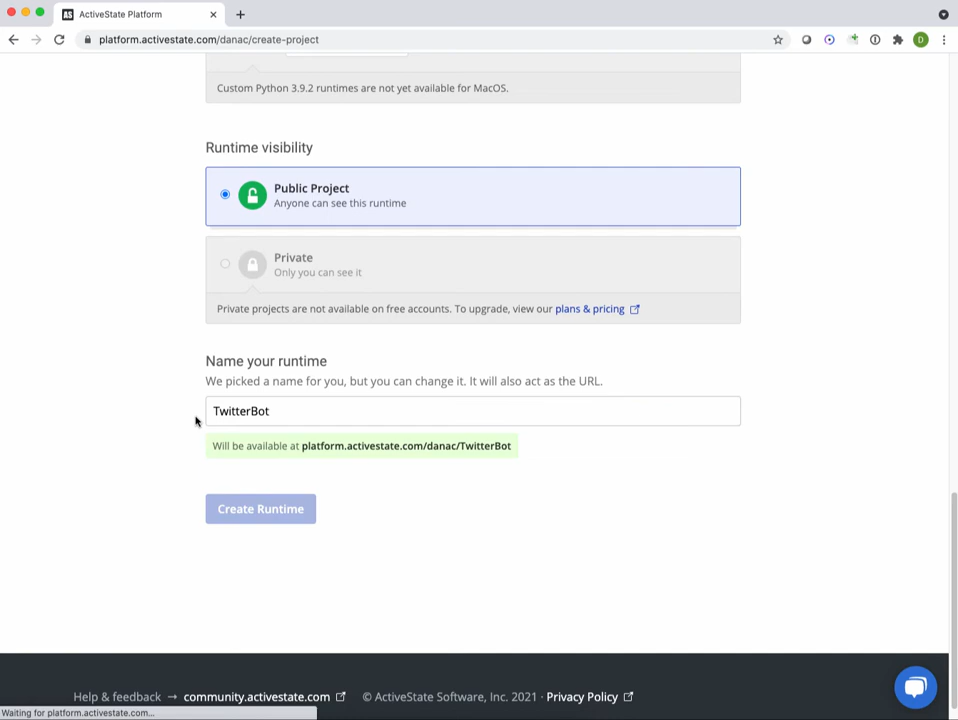 ActiveState Platform
platform.activestate.com/danac/create-project
D
Custom Python 3.9.2 runtimes are not yet available for MacOS.
Runtime visibility
Public Project
Anyone can see this runtime
Private
Only you can see it
Private projects are not available on free accounts. To upgrade, view our plans & pricing
Name your runtime
We picked a name for you, but you can change it. It will also act as the URL.
TwitterBot
Will be available at platform.activestate.com/danac/TwitterBot
Create Runtime
Help & feedback → community.activestate.com © ActiveState Software, Inc. 2021 · Privacy Policy
Waiting for platform.activestate.com...